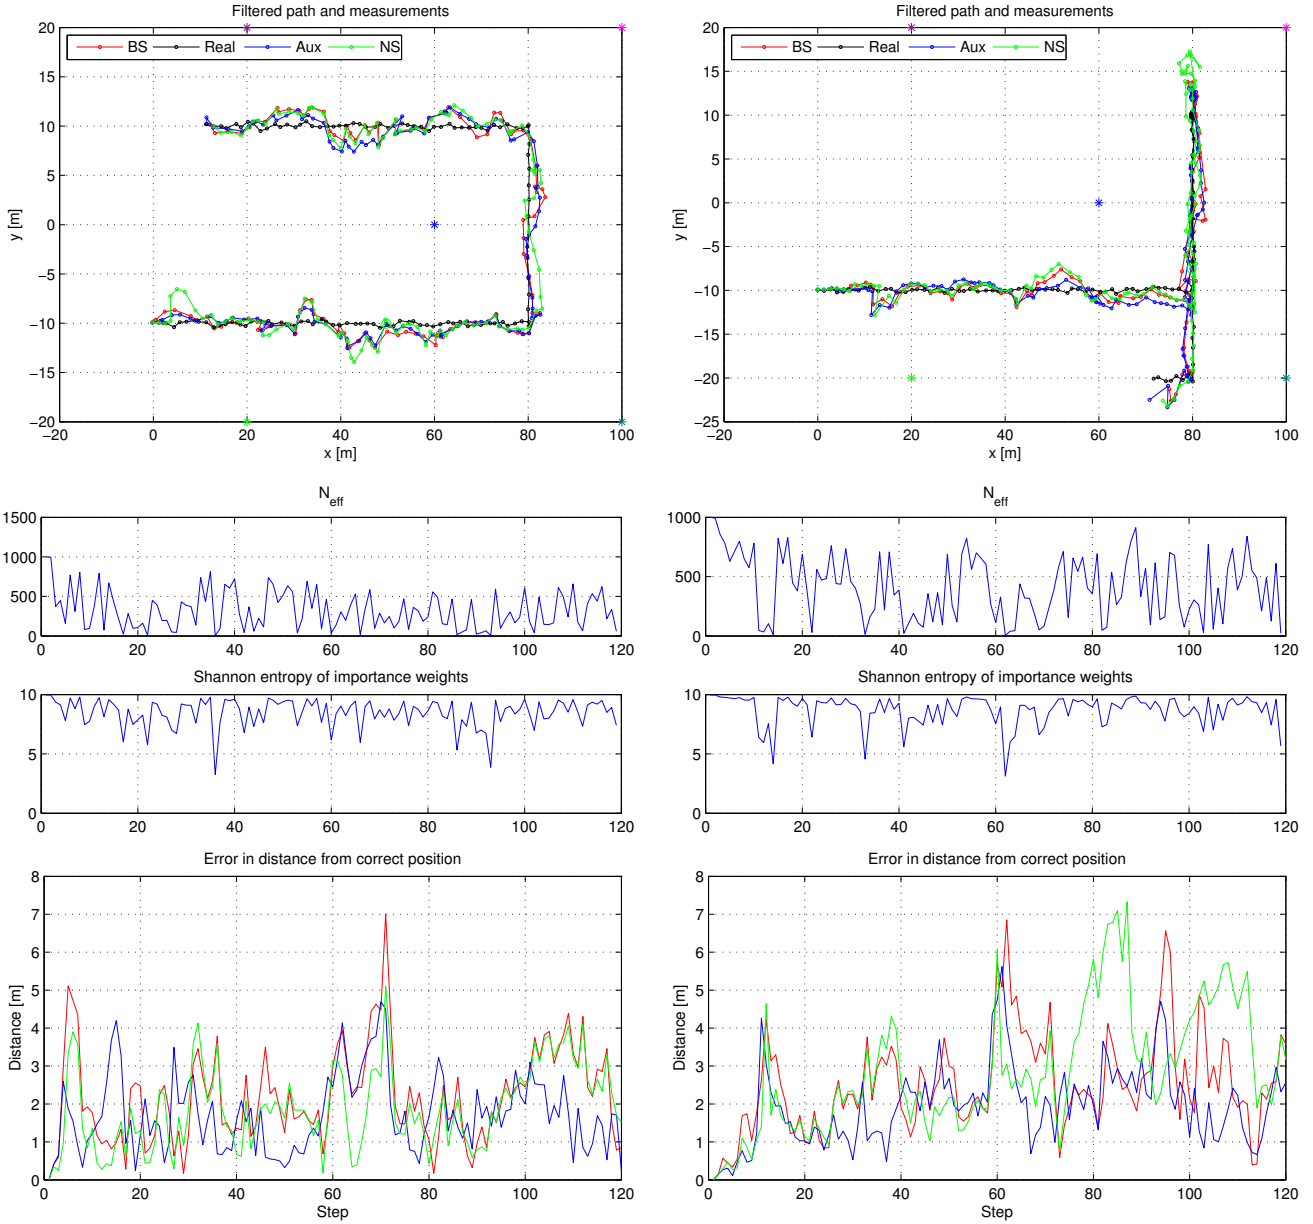 Filtered path and measurements
20
15
10
5
0
−5
−10
−15
−20
y [m]
BS Real Aux NS
−20 0 20 40 60 80 100
x [m]
Filtered path and measurements
20
15
10
5
0
−5
−10
−15
−20
−25
y [m]
BS Real Aux NS
−20 0 20 40 60 80 100
x [m]
Neff
1500
1000
500
0
0 20 40 60 80 100 120
Neff
1000
500
0
0 20 40 60 80 100 120
Shannon entropy of importance weights
10
5
0
0 20 40 60 80 100 120
Shannon entropy of importance weights
10
5
0
0 20 40 60 80 100 120
Error in distance from correct position
8
7
6
5
4
3
2
1
0
Distance [m]
0 20 40 60 80 100 120
Step
Error in distance from correct position
8
7
6
5
4
3
2
1
0
Distance [m]
0 20 40 60 80 100 120
Step